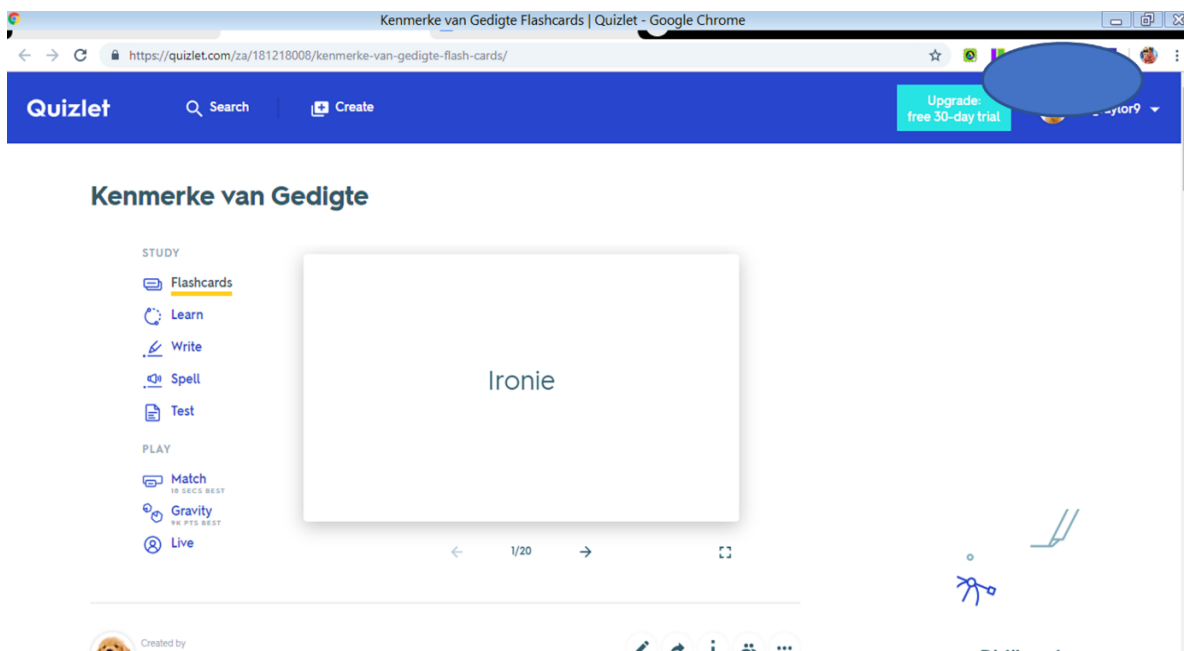 Kenmerke van Gedigte Flashcards | Quizlet - Google Chrome
https://quizlet.com/za/181218008/kenmerke-van-gedigte-flash-cards/
Quizlet
Search
Create
Upgrade:
free 30-day trial
Kenmerke van Gedigte
STUDY
Flashcards
Learn
Write
Spell
Test
PLAY
Match
18 SECS BEST
Gravity
9K PTS BEST
Live
Ironie
1/20
Created by